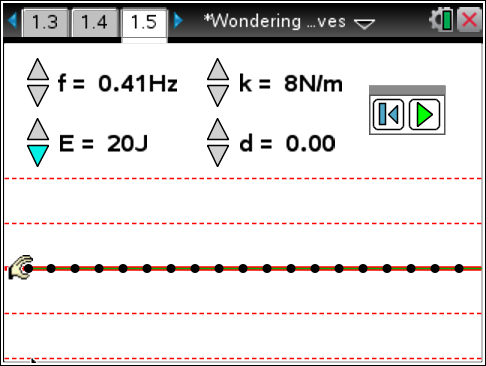 1.3 1.4 1.5 *Wondering ...ves
f = 0.41Hz k = 8N/m
E = 20J d = 0.00